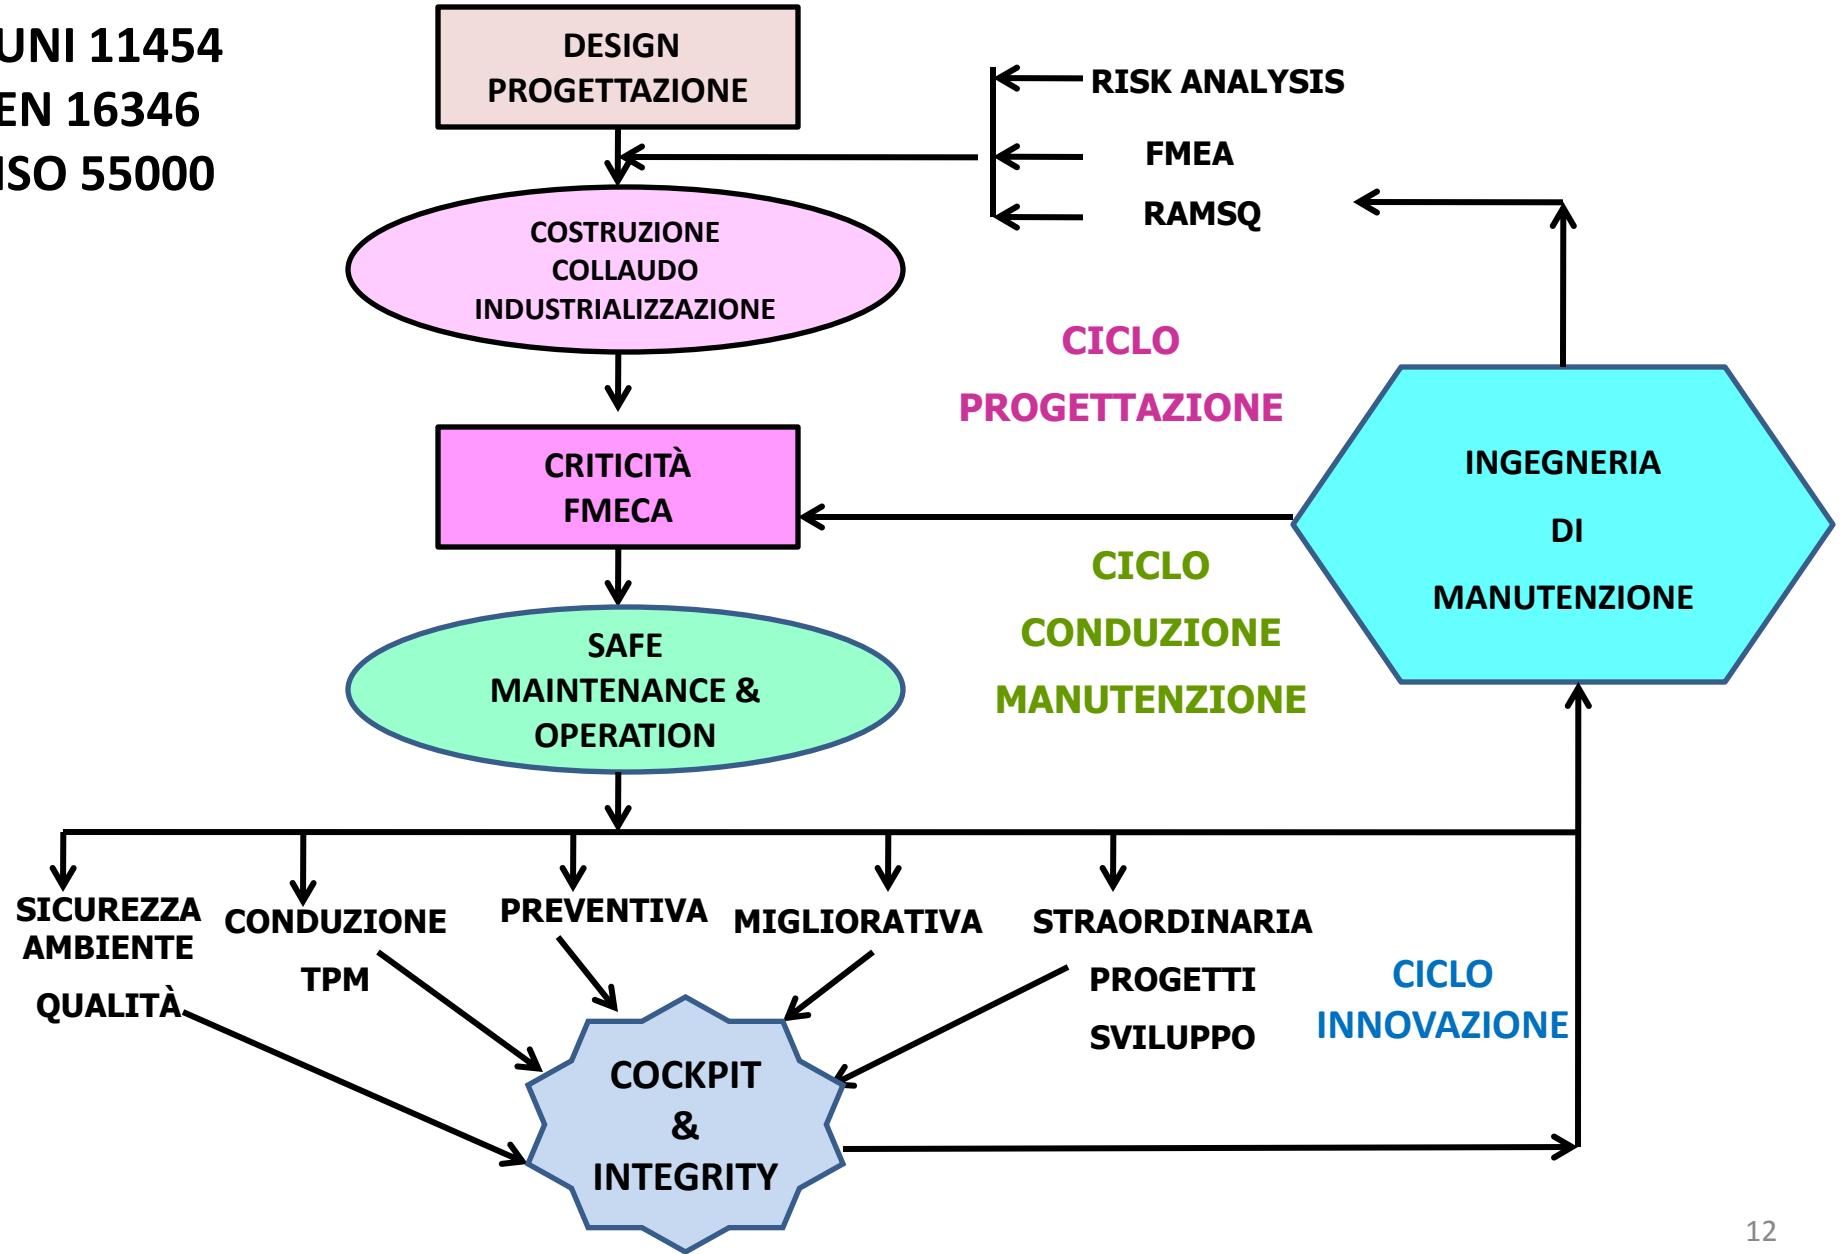 UNI 11454
EN 16346
ISO 55000
DESIGN
PROGETTAZIONE
RISK ANALYSIS
FMEA
RAMSQ
COSTRUZIONE
COLLAUDO
INDUSTRIALIZZAZIONE
CICLO
PROGETTAZIONE
CRITICITÀ
FMECA
INGEGNERIA
DI
MANUTENZIONE
CICLO
CONDUZIONE
MANUTENZIONE
SAFE
MAINTENANCE &
OPERATION
SICUREZZA
AMBIENTE
QUALITÀ
CONDUZIONE
TPM
PREVENTIVA
MIGLIORATIVA
STRAORDINARIA
PROGETTI
SVILUPPO
CICLO
INNOVAZIONE
COCKPIT
&
INTEGRITY
12